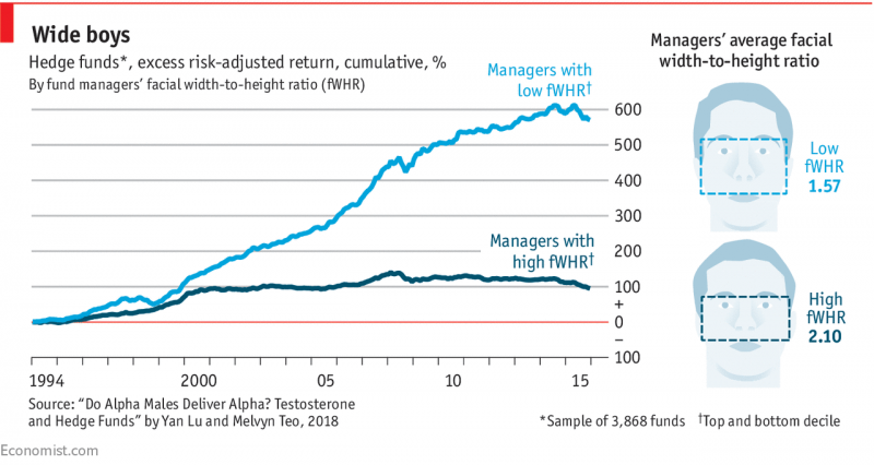 Wide boys
Hedge funds*, excess risk-adjusted return, cumulative, %
By fund managers' facial width-to-height ratio (fWHR)
Managers with
low fWHR†
600
500
400
300
200
Managers with
high fWHR†
100
+
0
–
100
1994
2000
05
10
15
Managers' average facial
width-to-height ratio
Low
fWHR
1.57
High
fWHR
2.10
Source: "Do Alpha Males Deliver Alpha? Testosterone
and Hedge Funds" by Yan Lu and Melvyn Teo, 2018
*Sample of 3,868 funds †Top and bottom decile
Economist.com